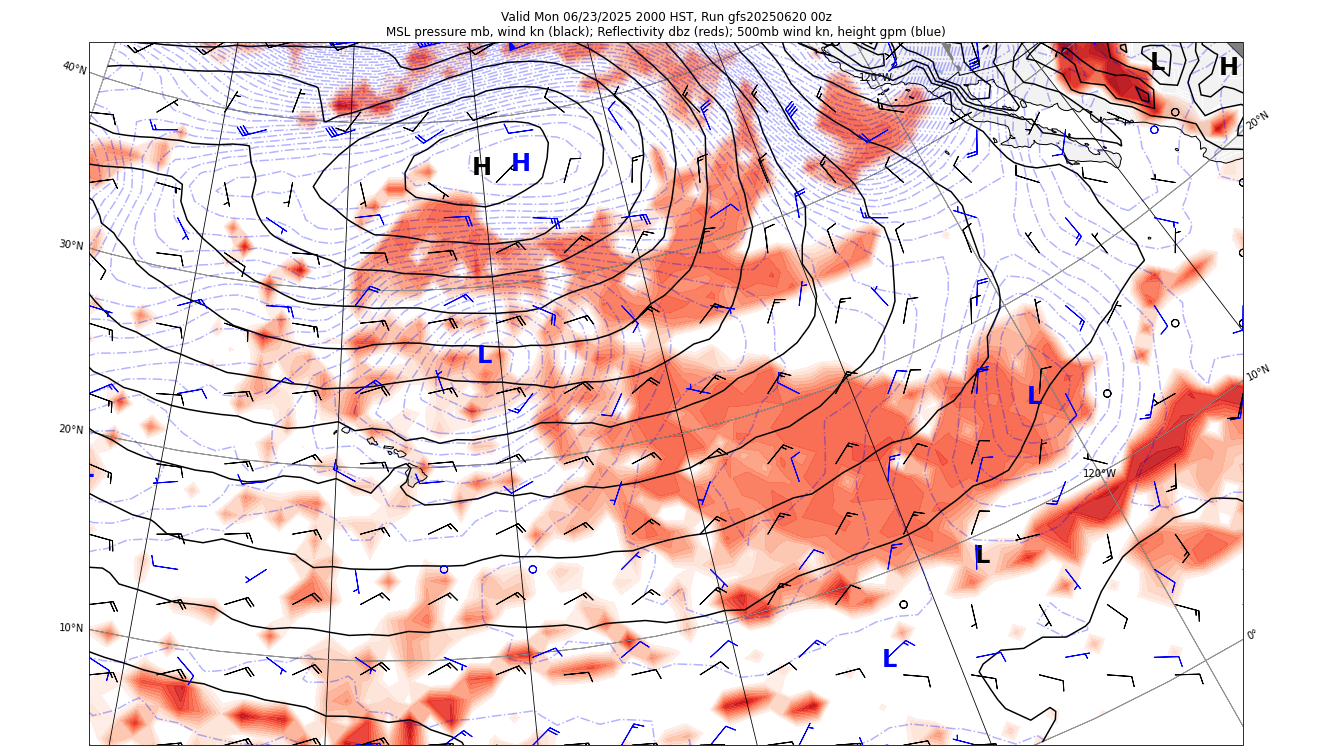 Valid Mon 06/23/2025 2000 HST, Run gfs20250620 00z
MSL pressure mb, wind kn (black); Reflectivity dbz (reds); 500mb wind kn, height gpm (blue)
40°N
120°W
L
H
20°N
H
H
30°N
L
10°N
L
20°N
120°W
L
10°N
0°
L